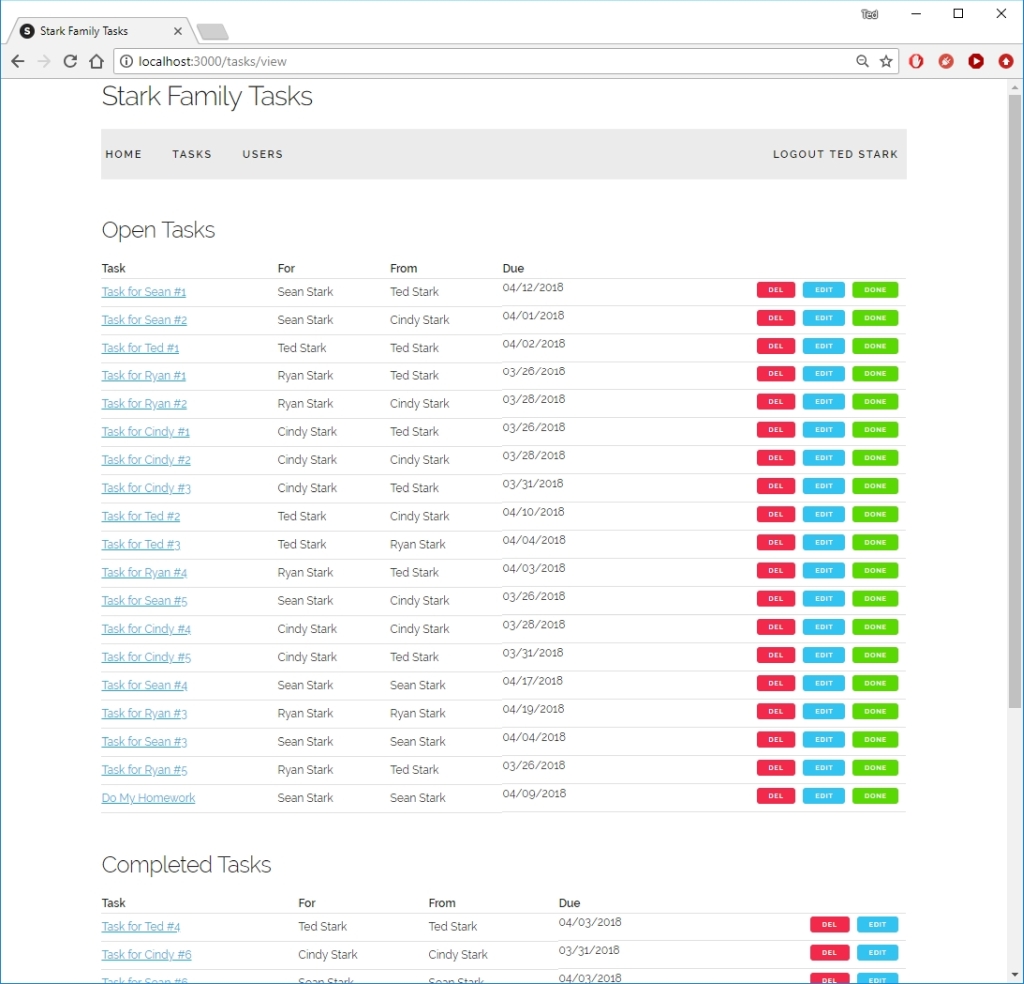 Ted
Stark Family Tasks
localhost:3000/tasks/view
Stark Family Tasks
HOME TASKS USERS LOGOUT TED STARK
Open Tasks
Task For From Due
Task for Sean #1 Sean Stark Ted Stark 04/12/2018 DEL EDIT DONE
Task for Sean #2 Sean Stark Cindy Stark 04/01/2018 DEL EDIT DONE
Task for Ted #1 Ted Stark Ted Stark 04/02/2018 DEL EDIT DONE
Task for Ryan #1 Ryan Stark Ted Stark 03/26/2018 DEL EDIT DONE
Task for Ryan #2 Ryan Stark Cindy Stark 03/28/2018 DEL EDIT DONE
Task for Cindy #1 Cindy Stark Ted Stark 03/26/2018 DEL EDIT DONE
Task for Cindy #2 Cindy Stark Cindy Stark 03/28/2018 DEL EDIT DONE
Task for Cindy #3 Cindy Stark Ted Stark 03/31/2018 DEL EDIT DONE
Task for Ted #2 Ted Stark Cindy Stark 04/10/2018 DEL EDIT DONE
Task for Ted #3 Ted Stark Ryan Stark 04/04/2018 DEL EDIT DONE
Task for Ryan #4 Ryan Stark Ted Stark 04/03/2018 DEL EDIT DONE
Task for Sean #5 Sean Stark Cindy Stark 03/26/2018 DEL EDIT DONE
Task for Cindy #4 Cindy Stark Cindy Stark 03/28/2018 DEL EDIT DONE
Task for Cindy #5 Cindy Stark Ted Stark 03/31/2018 DEL EDIT DONE
Task for Sean #4 Sean Stark Sean Stark 04/17/2018 DEL EDIT DONE
Task for Ryan #3 Ryan Stark Ryan Stark 04/19/2018 DEL EDIT DONE
Task for Sean #3 Sean Stark Sean Stark 04/04/2018 DEL EDIT DONE
Task for Ryan #5 Ryan Stark Ted Stark 03/26/2018 DEL EDIT DONE
Do My Homework Sean Stark Sean Stark 04/09/2018 DEL EDIT DONE
Completed Tasks
Task For From Due
Task for Ted #4 Ted Stark Ted Stark 04/03/2018 DEL EDIT
Task for Cindy #6 Cindy Stark Cindy Stark 03/31/2018 DEL EDIT
Task for Sean #6 Sean Stark Sean Stark 04/03/2018 DEL EDIT